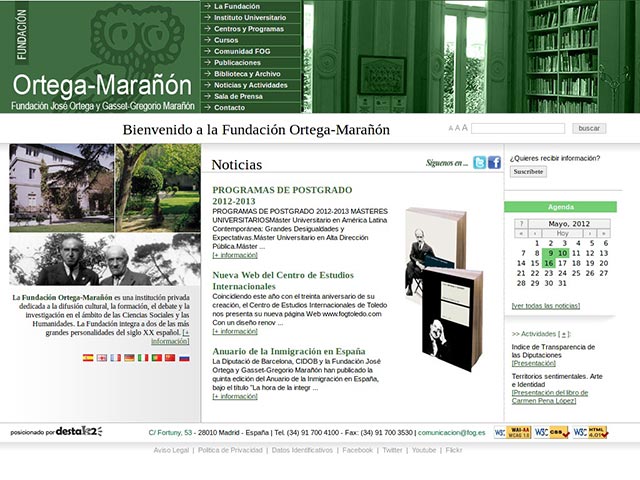 FUNDACIÓN
Ortega-Marañón
Fundación José Ortega y Gasset-Gregorio Marañón
La Fundación
Instituto Universitario
Centros y Programas
Cursos
Comunidad FOG
Publicaciones
Biblioteca y Archivo
Noticias y Actividades
Sala de Prensa
Contacto
Bienvenido a la Fundación Ortega-Marañón
A A A
buscar
La Fundación Ortega-Marañón es una institución privada
dedicada a la difusión cultural, la formación, el debate y la
investigación en el ámbito de las Ciencias Sociales y las
Humanidades. La Fundación integra a dos de las más
grandes personalidades del siglo XX español. [+
información]
Noticias
Síguenos en ...
PROGRAMAS DE POSTGRADO
2012-2013
PROGRAMAS DE POSTGRADO 2012-2013 MÁSTERES
UNIVERSITARIOSMáster Universitario en América Latina
Contemporánea: Grandes Desigualdades y
Expectativas.Máster Universitario en Alta Dirección
Pública.Máster ...
[+ información]
Nueva Web del Centro de Estudios
Internacionales
Coincidiendo este año con el treinta aniversario de su
creación, el Centro de Estudios Internacionales de Toledo
nos presenta su nueva página Web www.fogtoledo.com
Con un diseño renov ...
[+ información]
Anuario de la Inmigración en España
La Diputació de Barcelona, CIDOB y la Fundación José
Ortega y Gasset-Gregorio Marañón han publicado la
quinta edición del Anuario de la Inmigración en España,
bajo el título "La hora de la integr ...
[+ información]
¿Quieres recibir información?
Suscríbete
Agenda
? Mayo, 2012
« ‹ Hoy › »
1 2 3 4 5 6
7 8 9 10 11 12 13
14 15 16 17 18 19 20
21 22 23 24 25 26 27
28 29 30 31
[ver todas las noticias]
>> Actividades [ + ]:
Indice de Transparencia de
las Diputaciones
[Presentación]
Territorios sentimentales. Arte
e Identidad
[Presentación del libro de
Carmen Pena López]
posicionado por destak2
C/ Fortuny, 53 - 28010 Madrid - España | Tel. (34) 91 700 4100 - Fax: (34) 91 700 3530 | comunicacion@fog.es
W3C WAI-AA WCAG 1.0
W3C CSS
W3C HTML 4.01
Aviso Legal | Política de Privacidad | Datos Identificativos | Facebook | Twitter | Youtube | Flickr